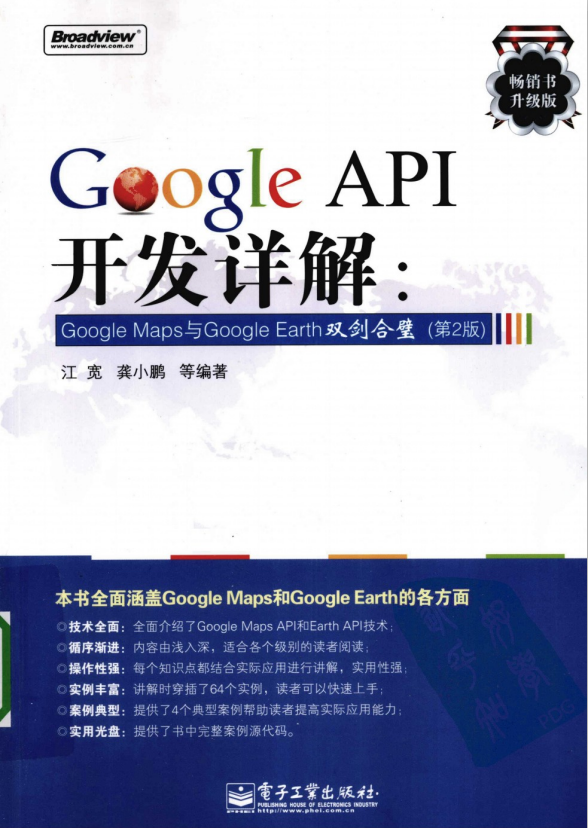 Broadview®
www.broadview.com.cn
畅销书
升级版
Google API
开发详解：
Google Maps与Google Earth双剑合璧 (第2版)
江 宽 龚小鹏 等编著
本书全面涵盖Google Maps和Google Earth的各方面
◎技术全面：全面介绍了Google Maps API和Earth API技术；
◎循序渐进：内容由浅入深，适合各个级别的读者阅读；
◎操作性强：每个知识点都结合实际应用进行讲解，实用性强；
◎实例丰富：讲解时穿插了64个实例，读者可以快速上手；
◎案例典型：提供了4个典型案例帮助读者提高实际应用能力；
◎实用光盘：提供了书中完整案例源代码。
电子工业出版社·
PUBLISHING HOUSE OF ELECTRONICS INDUSTRY
http://www.phei.com.cn